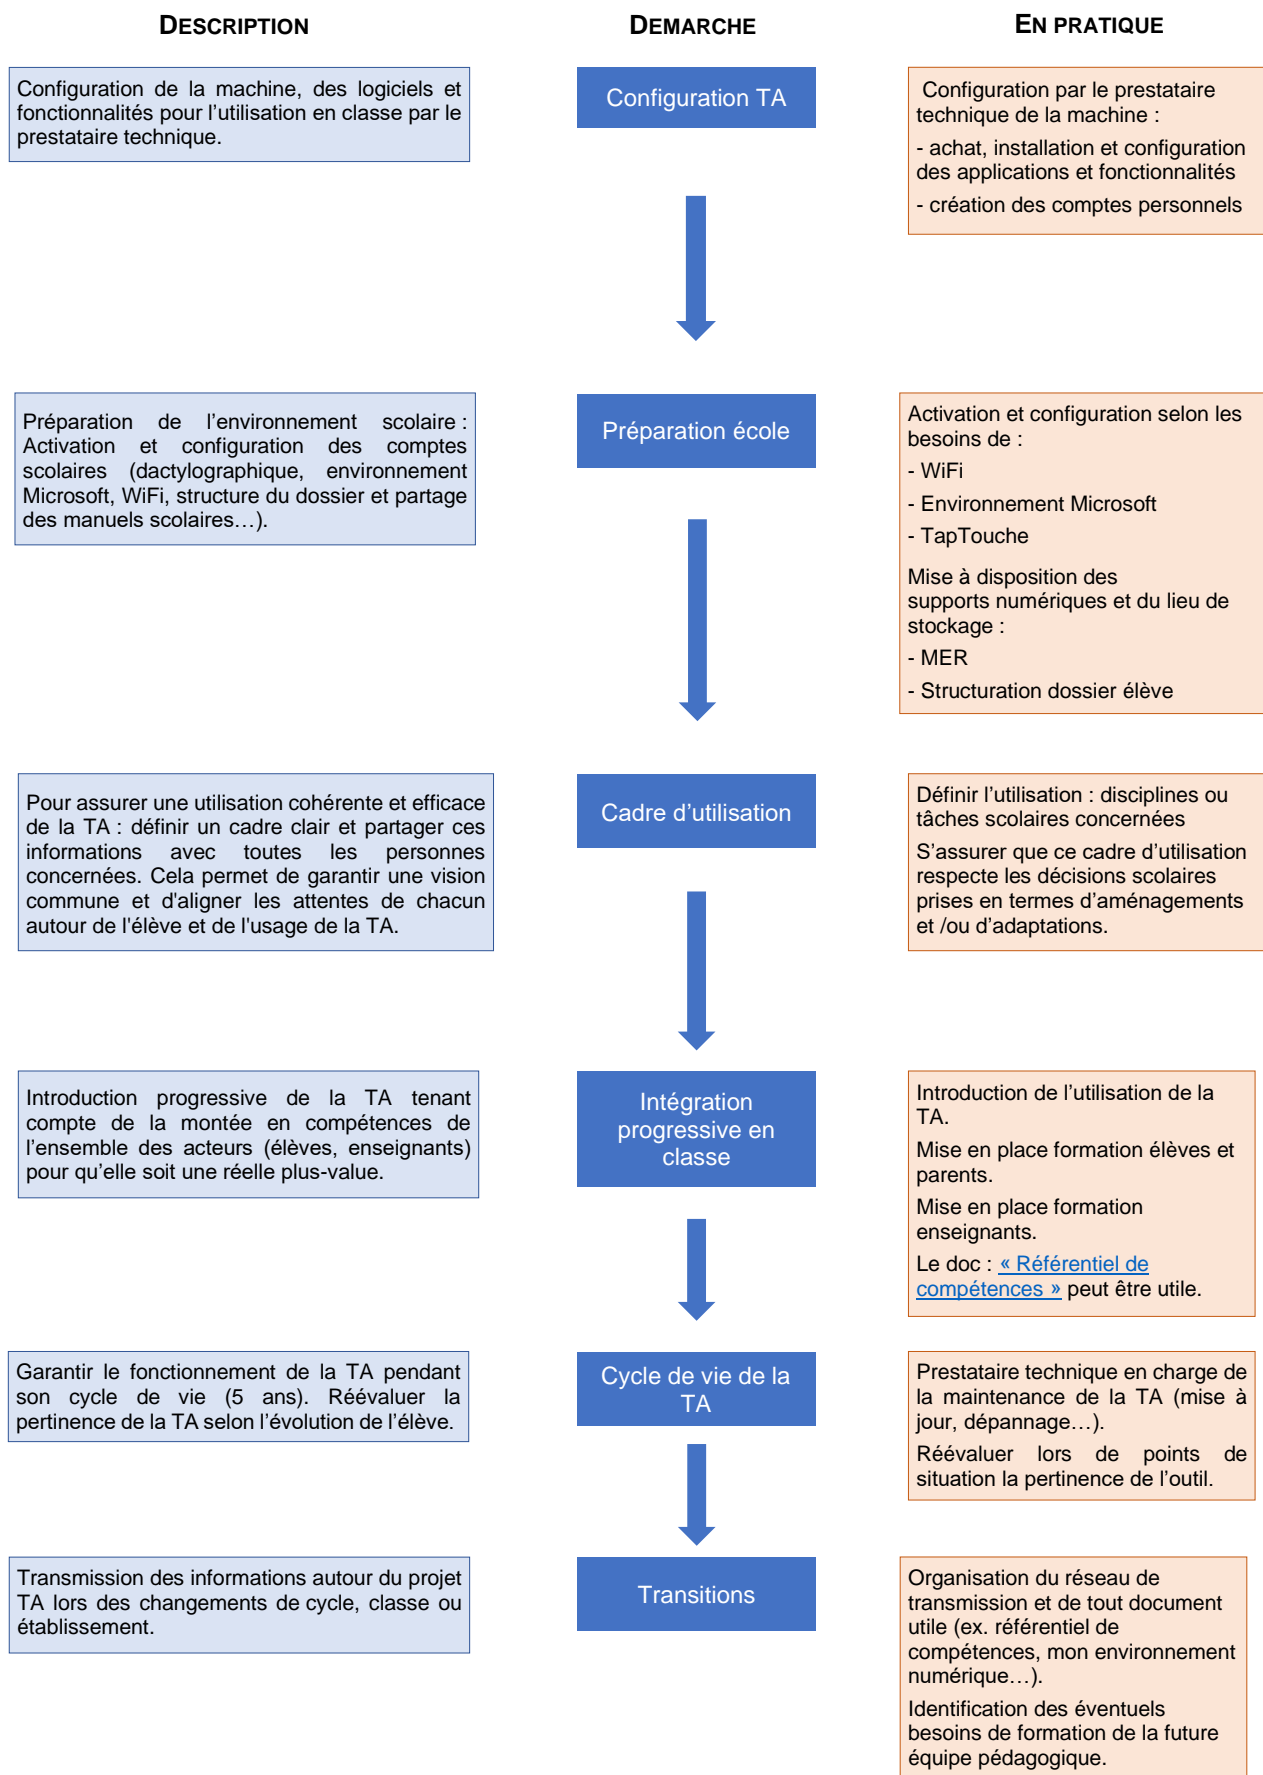 DESCRIPTION
DEMARCHE
EN PRATIQUE
Configuration de la machine, des logiciels et
fonctionnalités pour l’utilisation en classe par le
prestataire technique.
Configuration TA
Configuration par le prestataire
technique de la machine :
- achat, installation et configuration
des applications et fonctionnalités
- création des comptes personnels
Préparation de l’environnement scolaire :
Activation et configuration des comptes
scolaires (dactylographique, environnement
Microsoft, WiFi, structure du dossier et partage
des manuels scolaires…).
Préparation école
Activation et configuration selon les
besoins de :
- WiFi
- Environnement Microsoft
- TapTouche
Mise à disposition des
supports numériques et du lieu de
stockage :
- MER
- Structuration dossier élève
Pour assurer une utilisation cohérente et efficace
de la TA : définir un cadre clair et partager ces
informations avec toutes les personnes
concernées. Cela permet de garantir une vision
commune et d'aligner les attentes de chacun
autour de l'élève et de l'usage de la TA.
Cadre d’utilisation
Définir l’utilisation : disciplines ou
tâches scolaires concernées
S’assurer que ce cadre d’utilisation
respecte les décisions scolaires
prises en termes d’aménagements
et /ou d’adaptations.
Introduction progressive de la TA tenant
compte de la montée en compétences de
l’ensemble des acteurs (élèves, enseignants)
pour qu’elle soit une réelle plus-value.
Intégration
progressive en
classe
Introduction de l’utilisation de la
TA.
Mise en place formation élèves et
parents.
Mise en place formation
enseignants.
Le doc : « Référentiel de
compétences » peut être utile.
Garantir le fonctionnement de la TA pendant
son cycle de vie (5 ans). Réévaluer la
pertinence de la TA selon l’évolution de l’élève.
Cycle de vie de la
TA
Prestataire technique en charge de
la maintenance de la TA (mise à
jour, dépannage…).
Réévaluer lors de points de
situation la pertinence de l’outil.
Transmission des informations autour du projet
TA lors des changements de cycle, classe ou
établissement.
Transitions
Organisation du réseau de
transmission et de tout document
utile (ex. référentiel de
compétences, mon environnement
numérique…).
Identification des éventuels
besoins de formation de la future
équipe pédagogique.